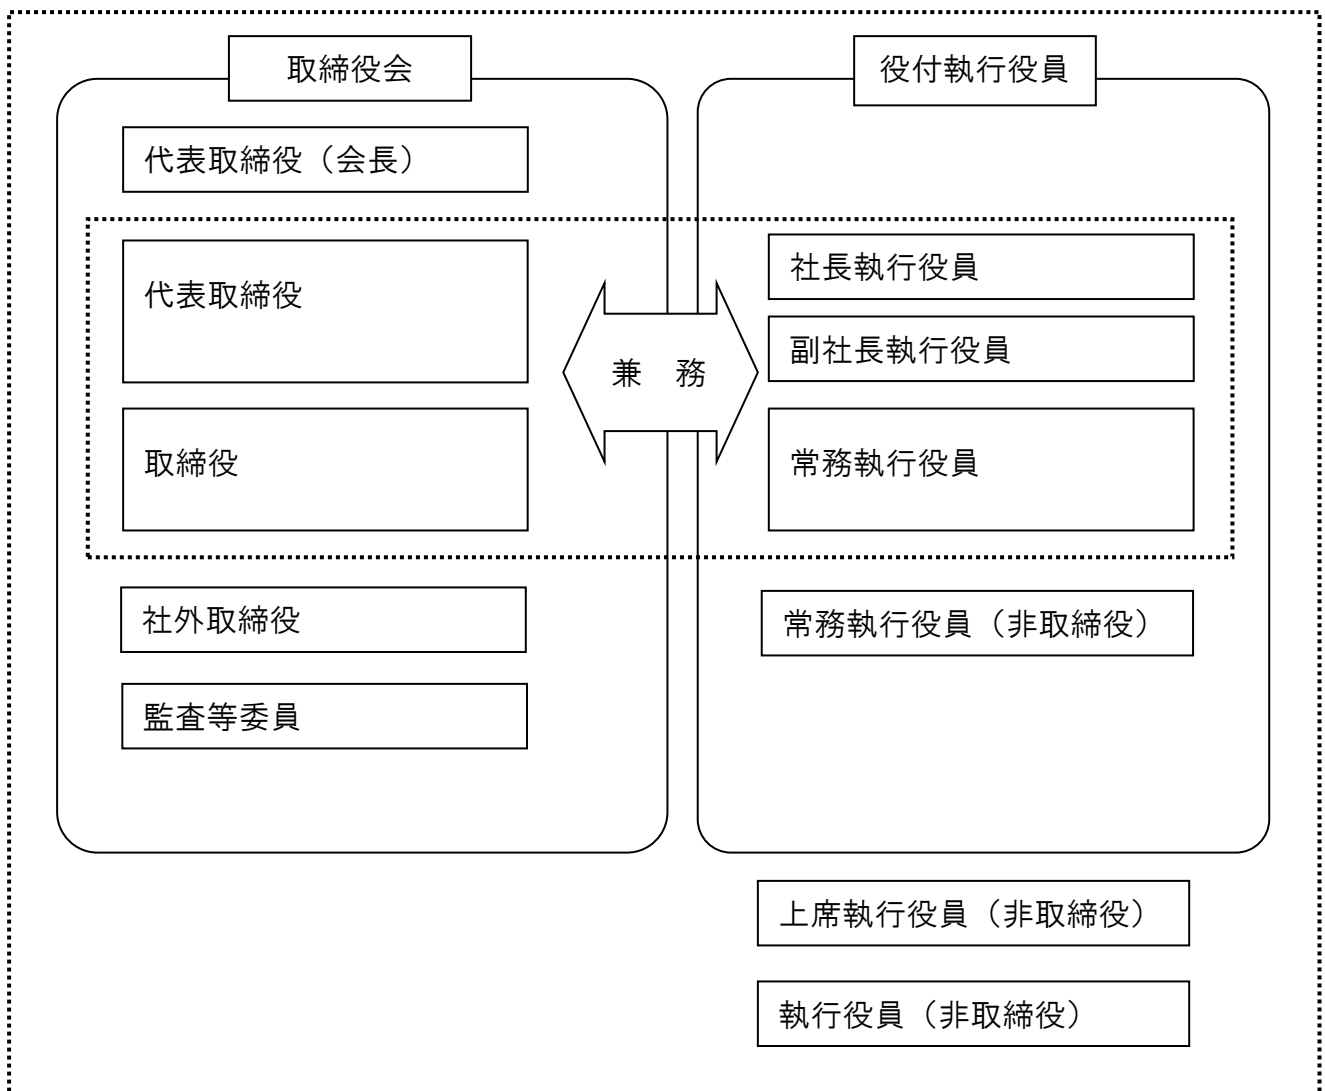 取締役会
役付執行役員
代表取締役（会長）
代表取締役
社長執行役員
副社長執行役員
兼　務
取締役
常務執行役員
社外取締役
常務執行役員（非取締役）
監査等委員
上席執行役員（非取締役）
執行役員（非取締役）